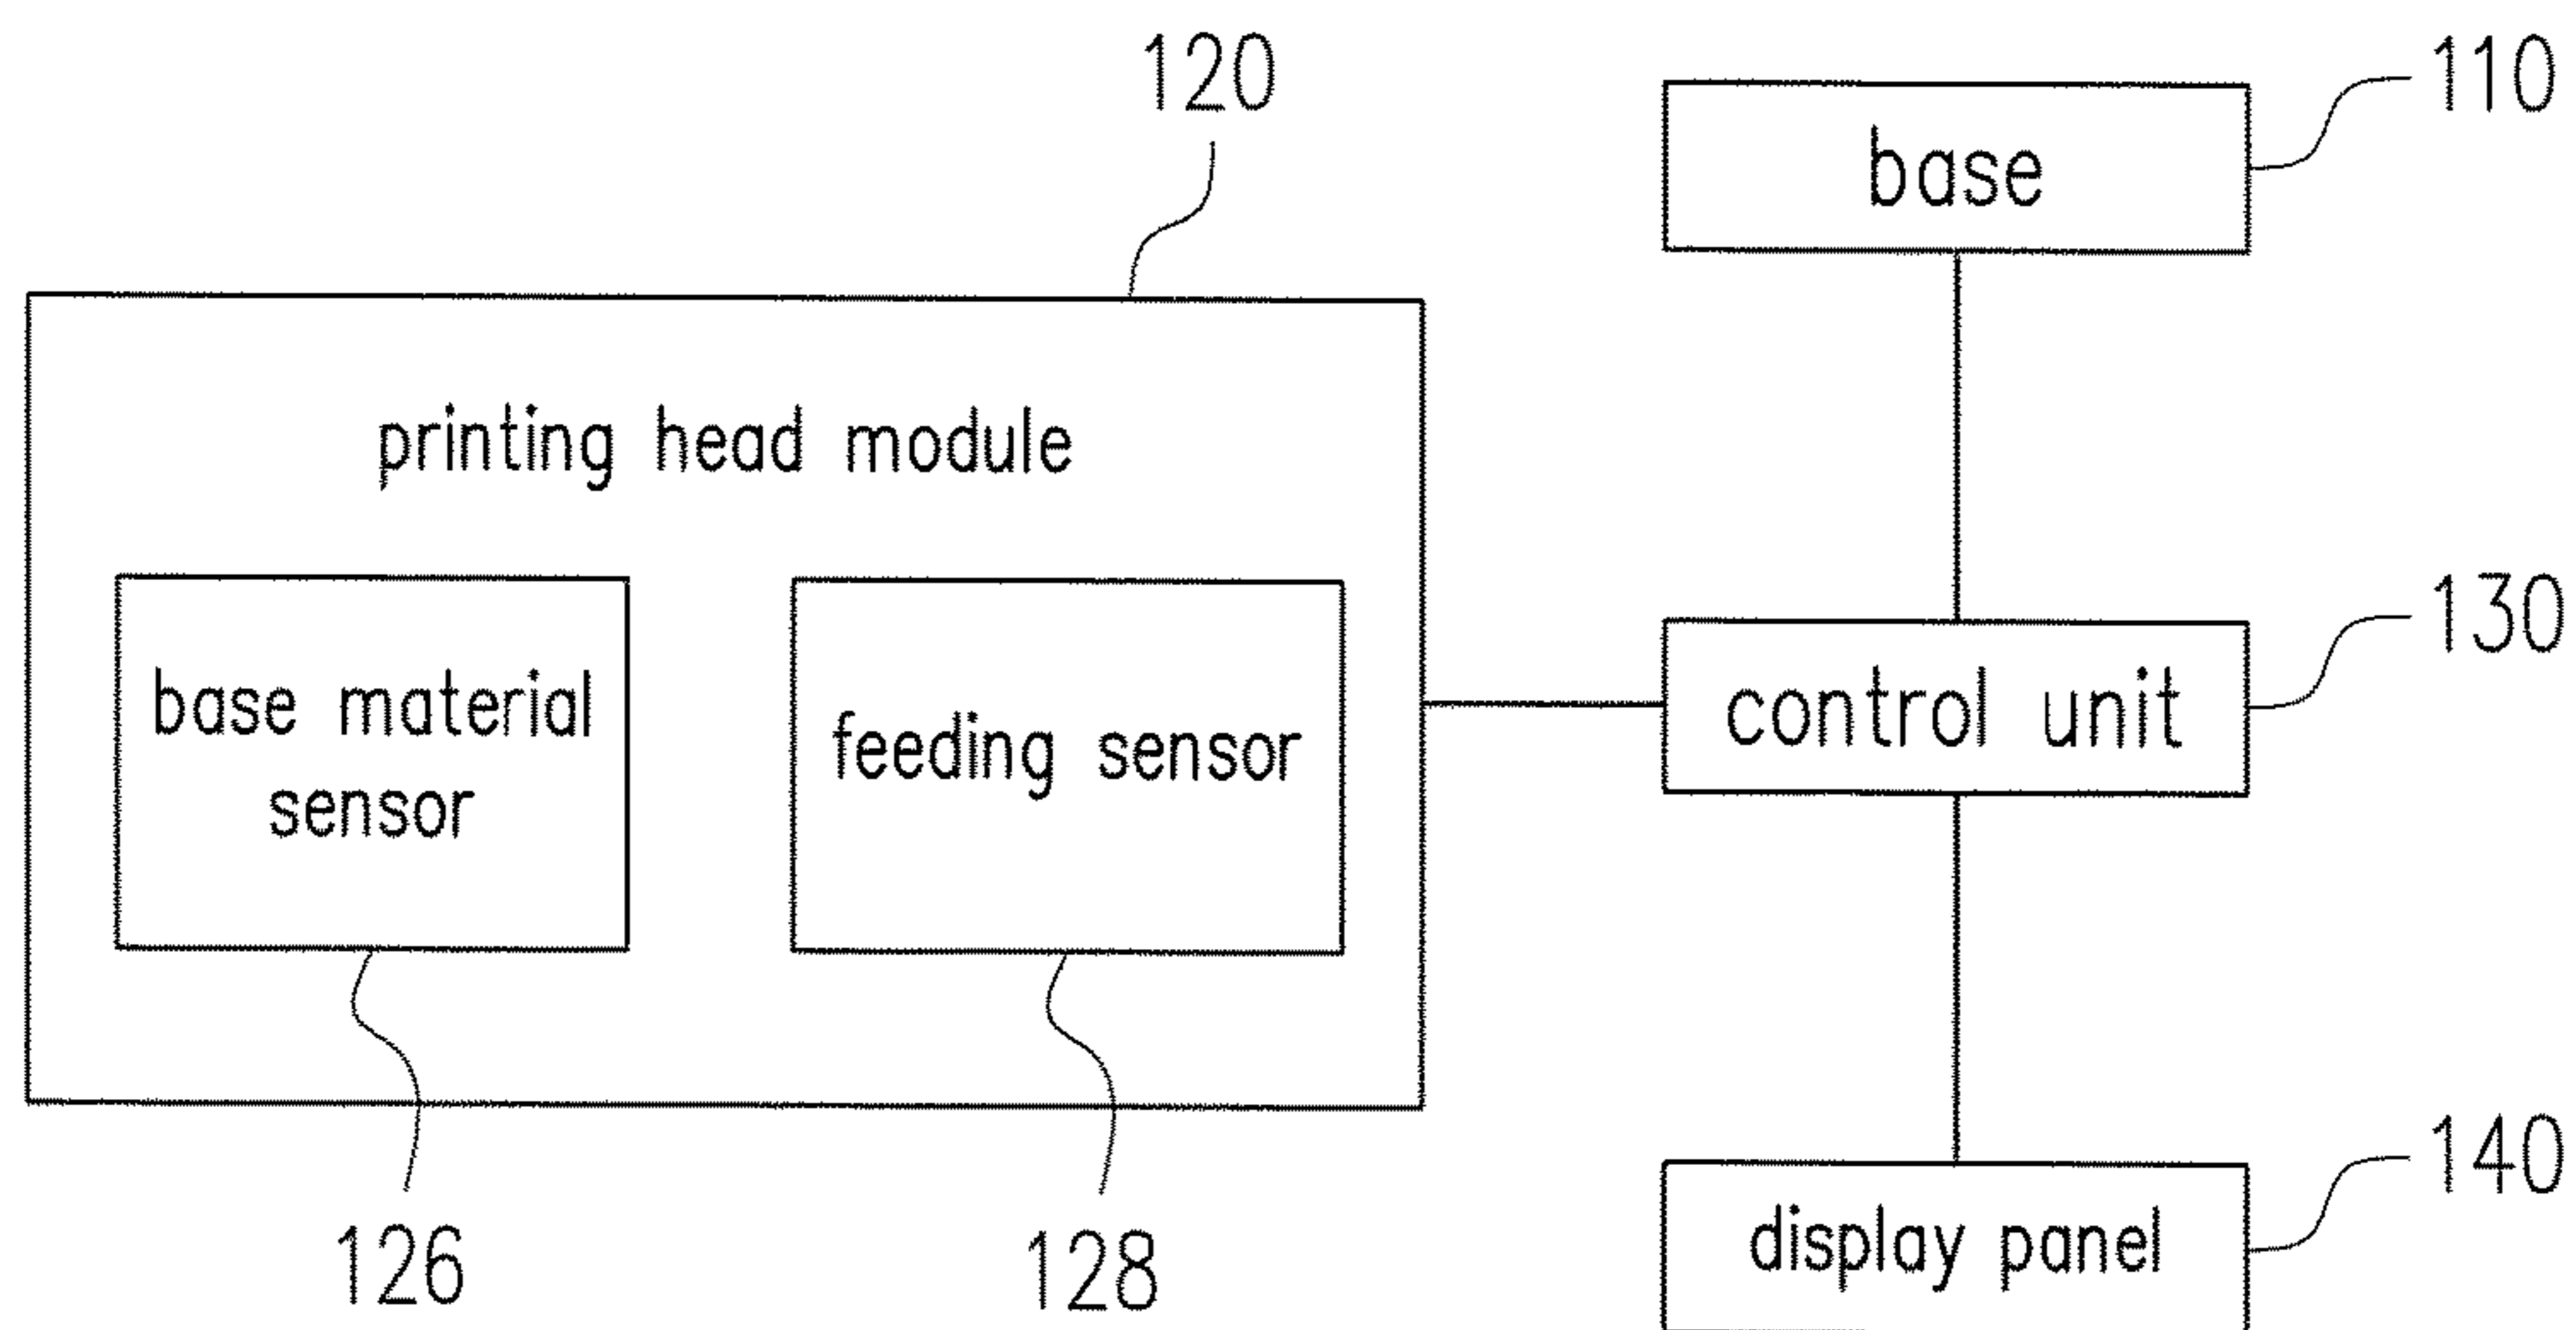 120
110
base
printing head module
base material
sensor
feeding sensor
130
control unit
126
128
140
display panel